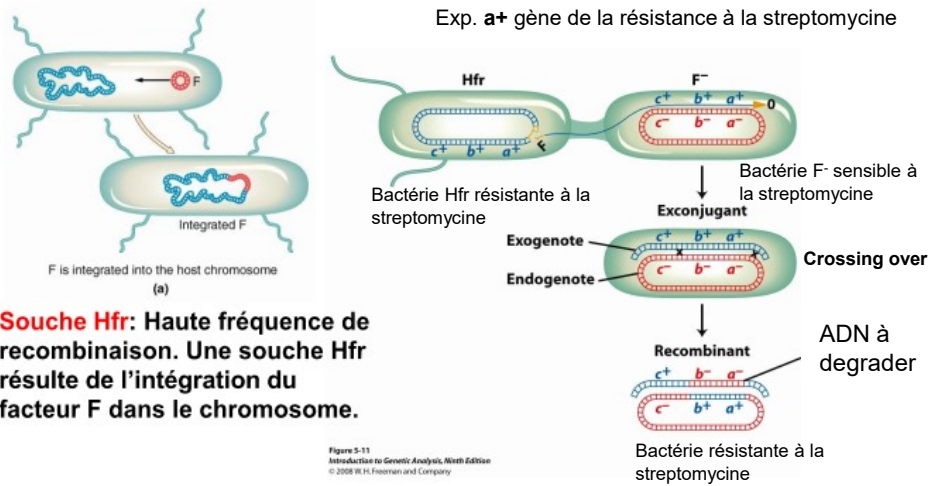 Exp. a+ gène de la résistance à la streptomycine
F
Integrated F
F is integrated into the host chromosome
(a)
Souche Hfr: Haute fréquence de
recombinaison. Une souche Hfr
résulte de l’intégration du
facteur F dans le chromosome.
Hfr
F⁻
c⁺ b⁺ a⁺
0
c⁻ b⁻ a⁻
F
c⁺ b⁺ a⁺
Bactérie Hfr résistante à la
streptomycine
Bactérie F⁻ sensible à
la streptomycine
Exconjugant
Exogenote
c⁺ b⁺ a⁺
x x
Endogenote
c⁻ b⁻ a⁻
Crossing over
Recombinant
ADN à
degrader
c⁺ b⁻ a⁻
c⁻ b⁺ a⁺
Bactérie résistante à la
streptomycine
Figure 5-11
Introduction to Genetic Analysis, Ninth Edition
© 2008 W. H. Freeman and Company